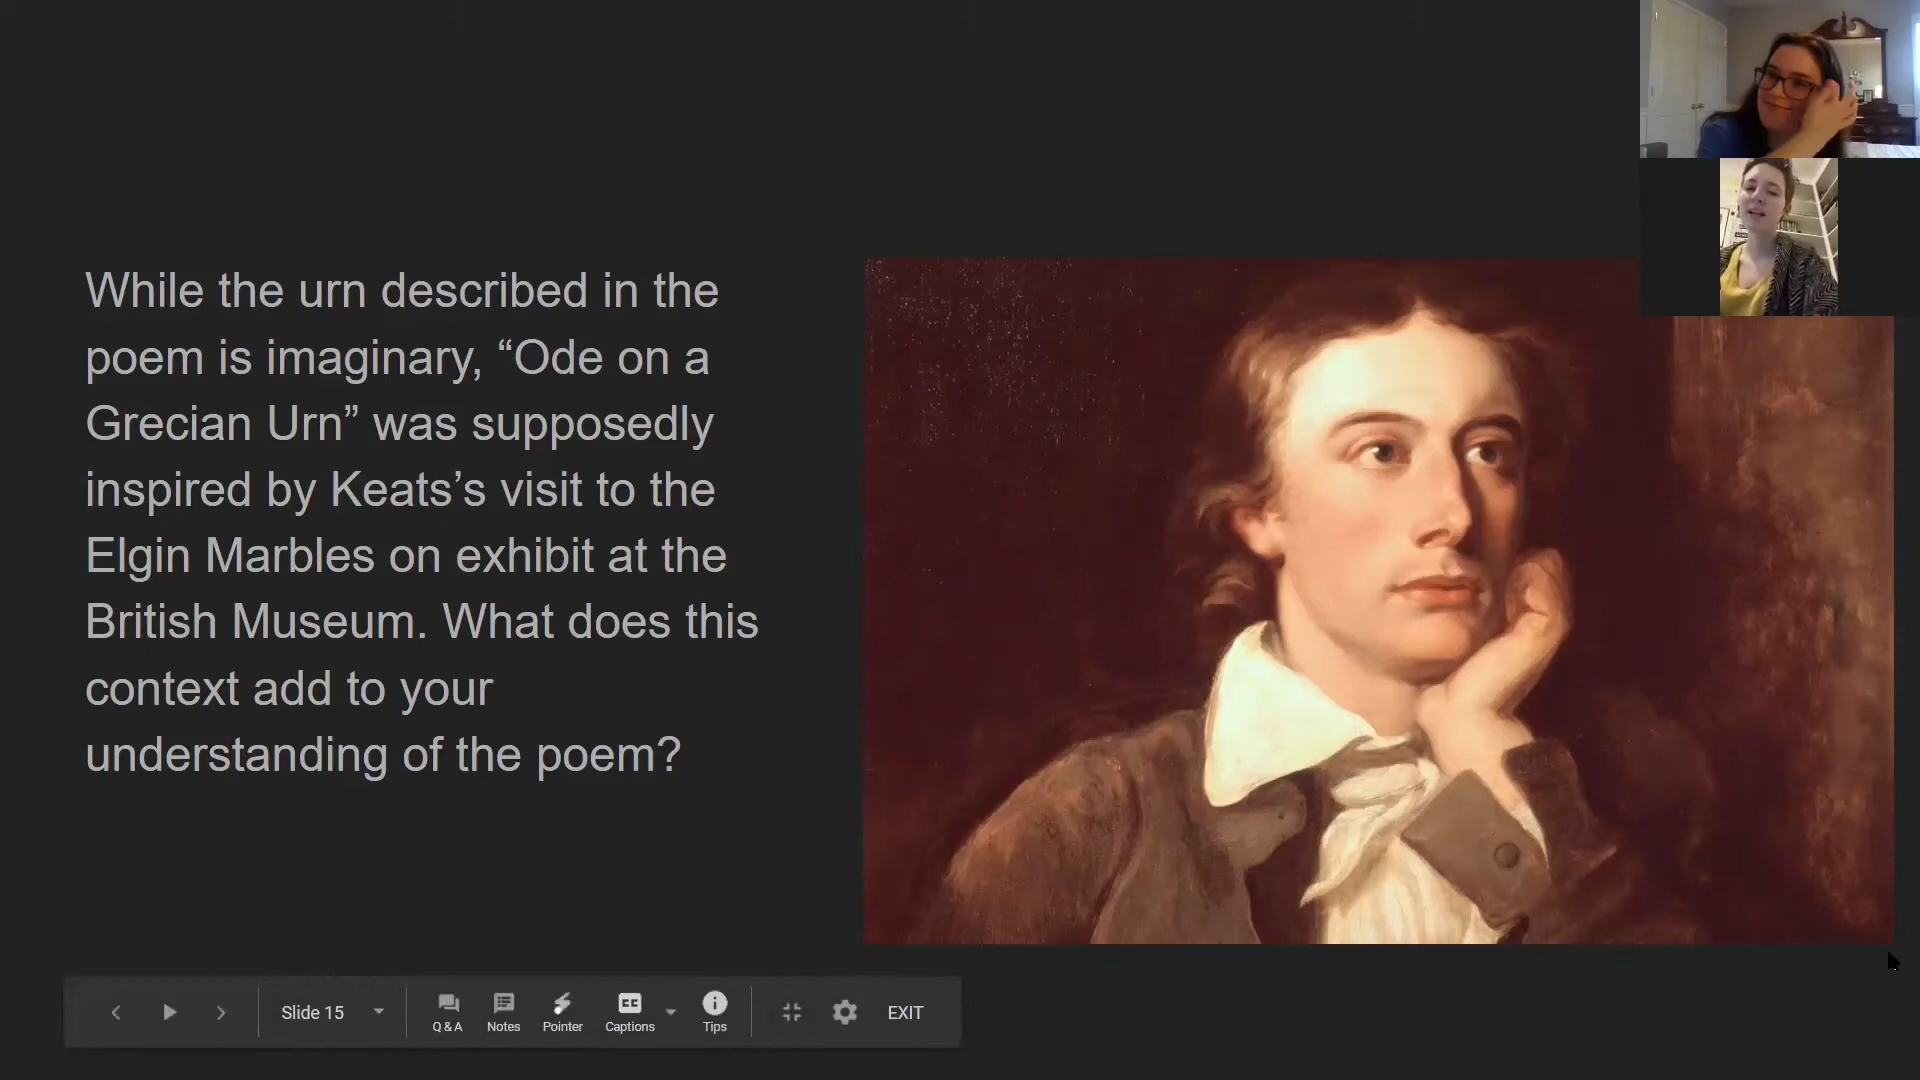 While the urn described in the
poem is imaginary, “Ode on a
Grecian Urn” was supposedly
inspired by Keats’s visit to the
Elgin Marbles on exhibit at the
British Museum. What does this
context add to your
understanding of the poem?
Slide 15
Q & A
Notes
Pointer
CC
Captions
Tips
EXIT